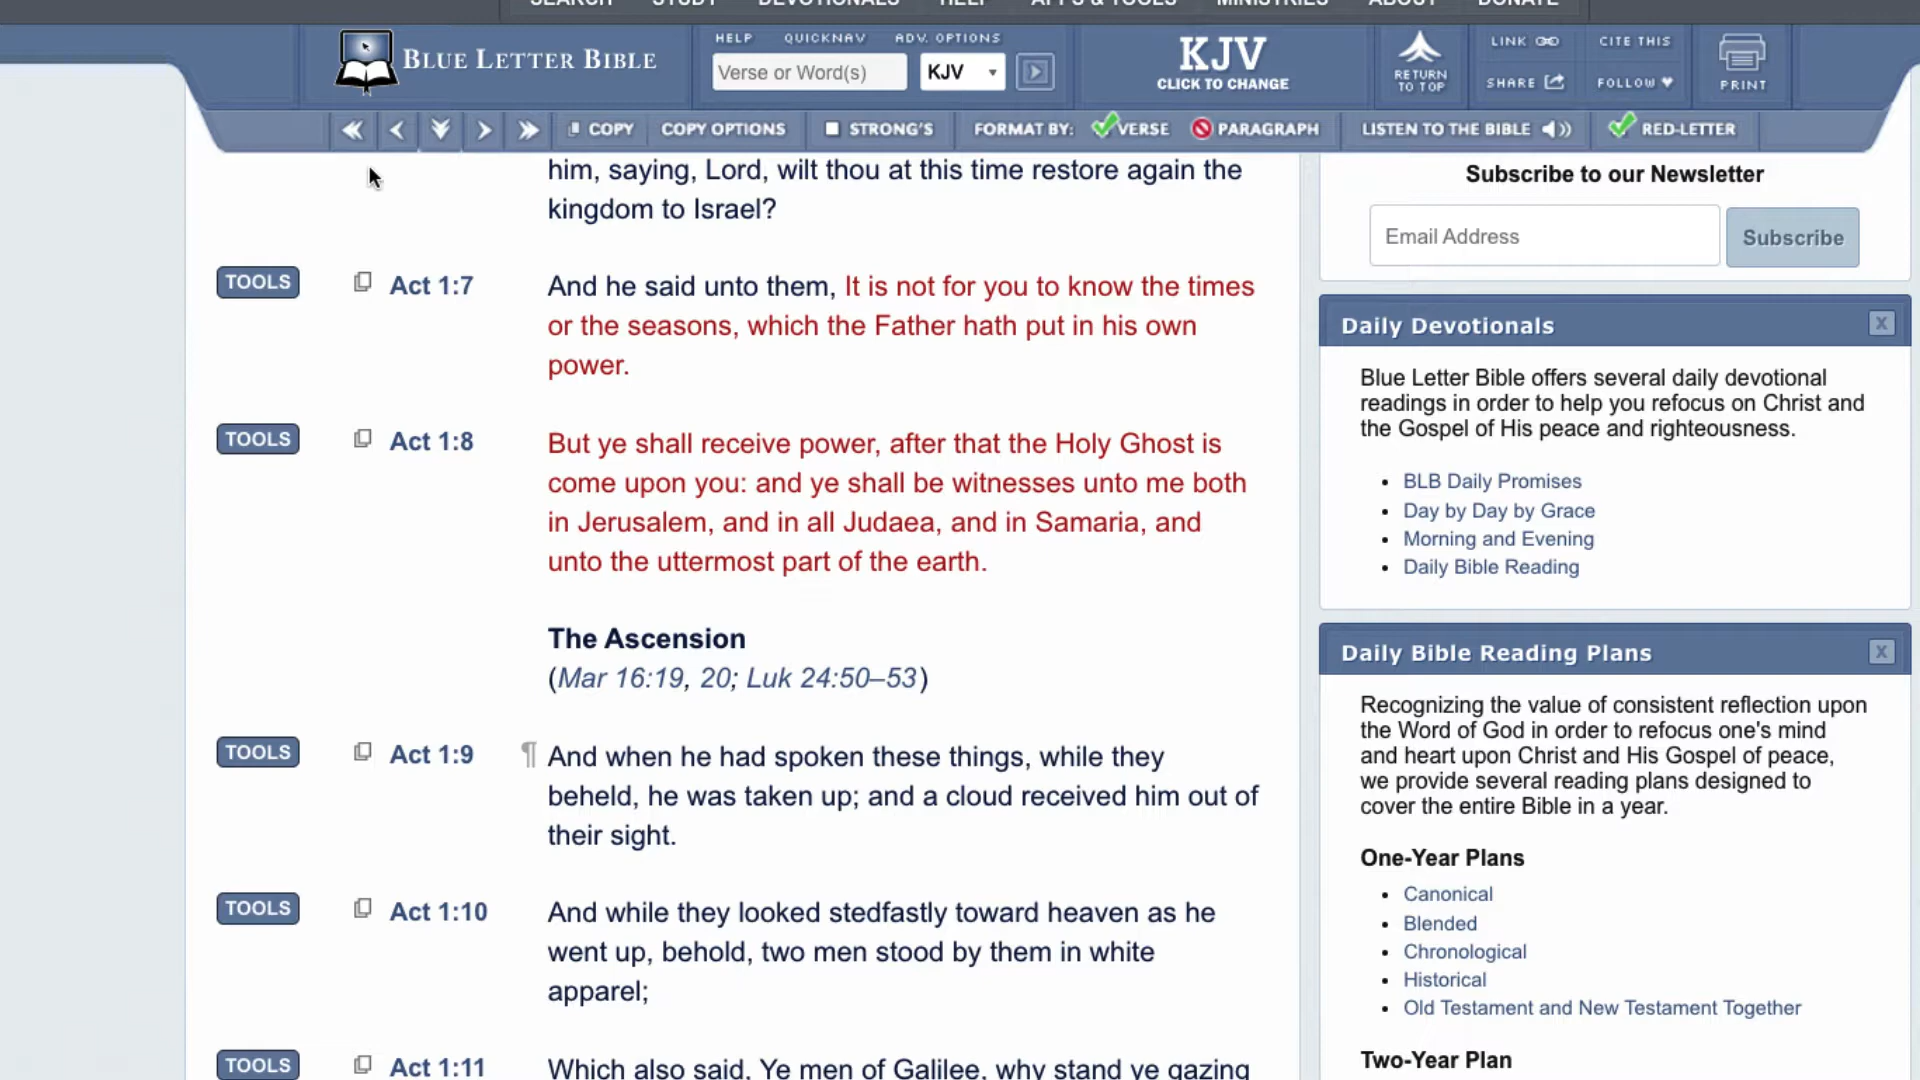 SEARCH STUDY DEVOTIONALS HELP APPS & TOOLS MINISTRIES ABOUT DONATE
BLUE LETTER BIBLE
HELP QUICKNAV ADV. OPTIONS
Verse or Word(s) KJV
KJV
CLICK TO CHANGE
RETURN
TO TOP
LINK CITE THIS
SHARE FOLLOW
PRINT
COPY COPY OPTIONS STRONG'S FORMAT BY: VERSE PARAGRAPH LISTEN TO THE BIBLE RED-LETTER
him, saying, Lord, wilt thou at this time restore again the
kingdom to Israel?
TOOLS Act 1:7 And he said unto them, It is not for you to know the times
or the seasons, which the Father hath put in his own
power.
TOOLS Act 1:8 But ye shall receive power, after that the Holy Ghost is
come upon you: and ye shall be witnesses unto me both
in Jerusalem, and in all Judaea, and in Samaria, and
unto the uttermost part of the earth.
The Ascension
(Mar 16:19, 20; Luk 24:50–53)
TOOLS Act 1:9 ¶ And when he had spoken these things, while they
beheld, he was taken up; and a cloud received him out of
their sight.
TOOLS Act 1:10 And while they looked stedfastly toward heaven as he
went up, behold, two men stood by them in white
apparel;
TOOLS Act 1:11 Which also said, Ye men of Galilee, why stand ye gazing
Subscribe to our Newsletter
Email Address Subscribe
Daily Devotionals X
Blue Letter Bible offers several daily devotional
readings in order to help you refocus on Christ and
the Gospel of His peace and righteousness.
• BLB Daily Promises
• Day by Day by Grace
• Morning and Evening
• Daily Bible Reading
Daily Bible Reading Plans X
Recognizing the value of consistent reflection upon
the Word of God in order to refocus one's mind
and heart upon Christ and His Gospel of peace,
we provide several reading plans designed to
cover the entire Bible in a year.
One-Year Plans
• Canonical
• Blended
• Chronological
• Historical
• Old Testament and New Testament Together
Two-Year Plan